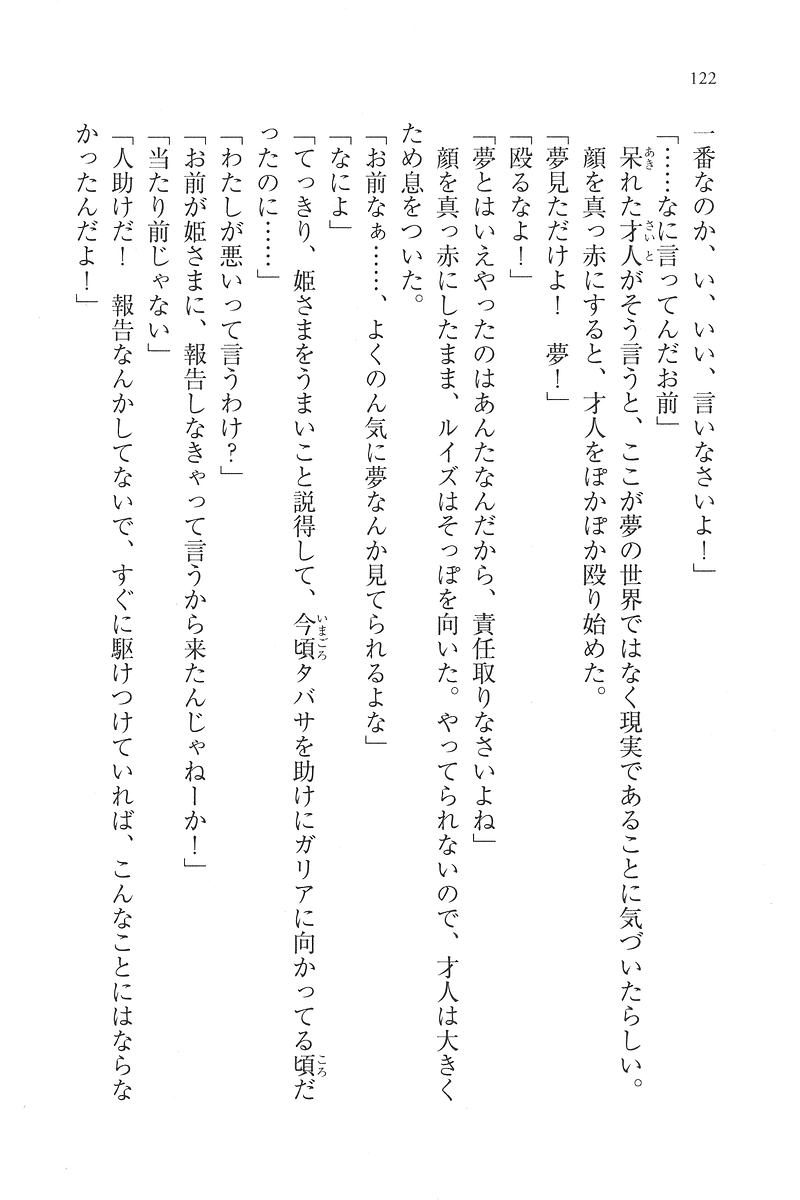 122
一番なのか、い、いい、言いなさいよ！」
「……なに言ってんだお前」
呆れた才人がそう言うと、ここが夢の世界ではなく現実であることに気づいたらしい。
顔を真っ赤にすると、才人をぽかぽか殴り始めた。
「夢見ただけよ！　夢！」
「殴るなよ！」
「夢とはいえやったのはあんたなんだから、責任取りなさいよね」
顔を真っ赤にしたまま、ルイズはそっぽを向いた。やってられないので、才人は大きく
ため息をついた。
「お前なぁ……、よくのん気に夢なんか見てられるよな」
「なによ」
「てっきり、姫さまをうまいこと説得して、今頃タバサを助けにガリアに向かってる頃だ
ったのに……」
「わたしが悪いって言うわけ？」
「お前が姫さまに、報告しなきゃって言うから来たんじゃねーか！」
「当たり前じゃない」
「人助けだ！　報告なんかしてないで、すぐに駆けつけていれば、こんなことにはならな
かったんだよ！」